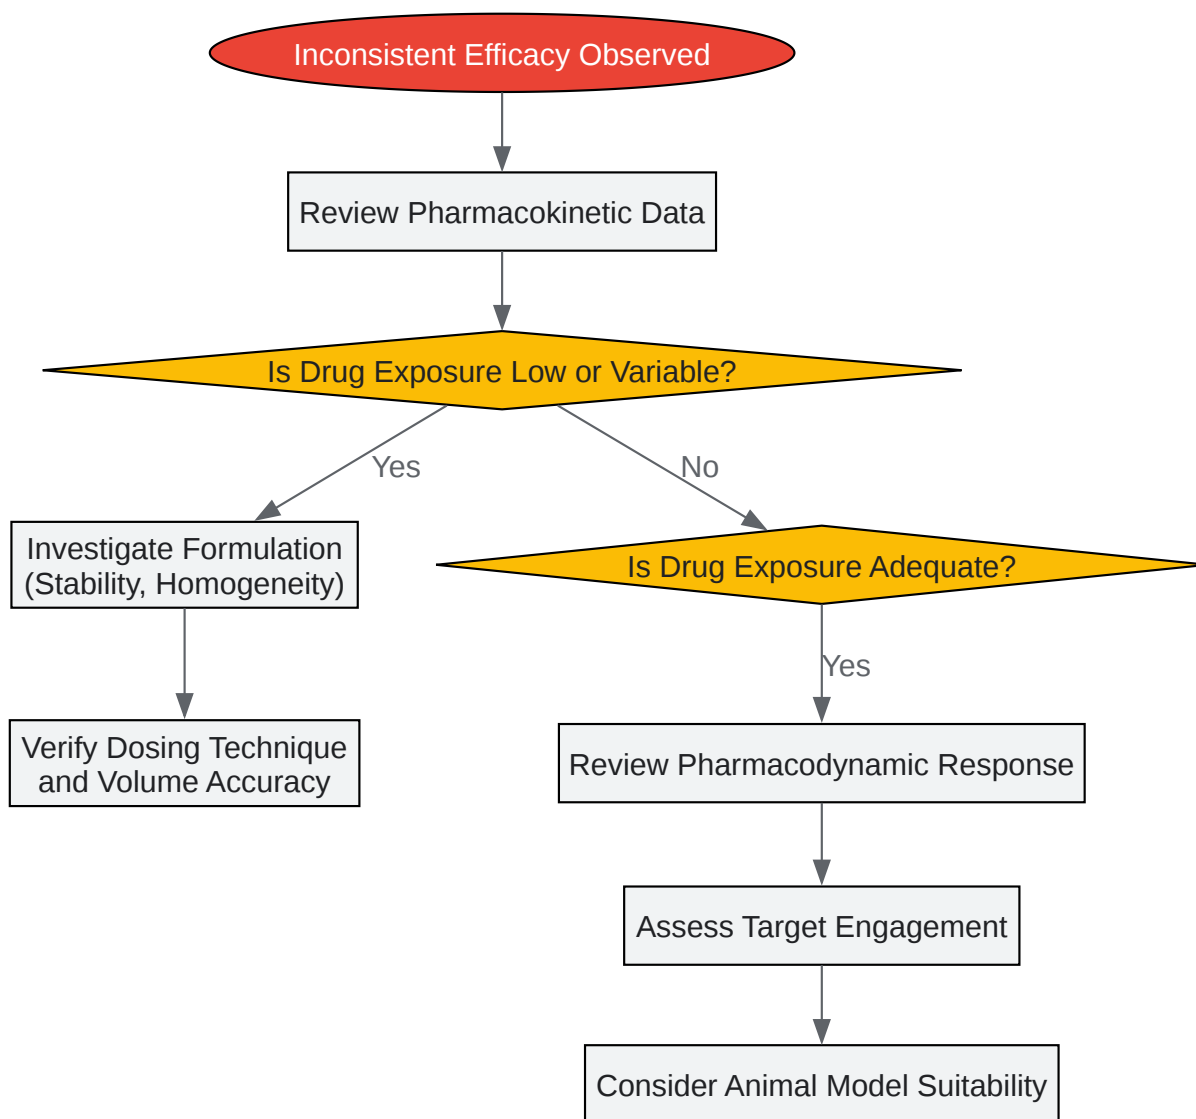 Inconsistent Efficacy Observed
Review Pharmacokinetic Data
Is Drug Exposure Low or Variable?
Yes
No
Investigate Formulation
(Stability, Homogeneity)
Is Drug Exposure Adequate?
Yes
Verify Dosing Technique
and Volume Accuracy
Review Pharmacodynamic Response
Assess Target Engagement
Consider Animal Model Suitability